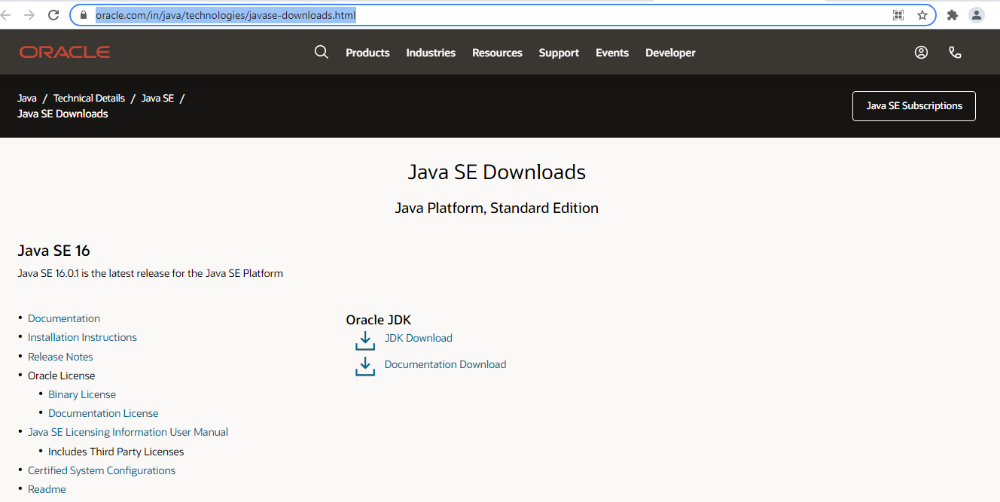 oracle.com/in/java/technologies/javase-downloads.html
ORACLE
Products Industries Resources Support Events Developer
Java / Technical Details / Java SE /
Java SE Downloads
Java SE Subscriptions
Java SE Downloads
Java Platform, Standard Edition
Java SE 16
Java SE 16.0.1 is the latest release for the Java SE Platform
• Documentation
• Installation Instructions
• Release Notes
• Oracle License
• Binary License
• Documentation License
• Java SE Licensing Information User Manual
• Includes Third Party Licenses
• Certified System Configurations
• Readme
Oracle JDK
JDK Download
Documentation Download